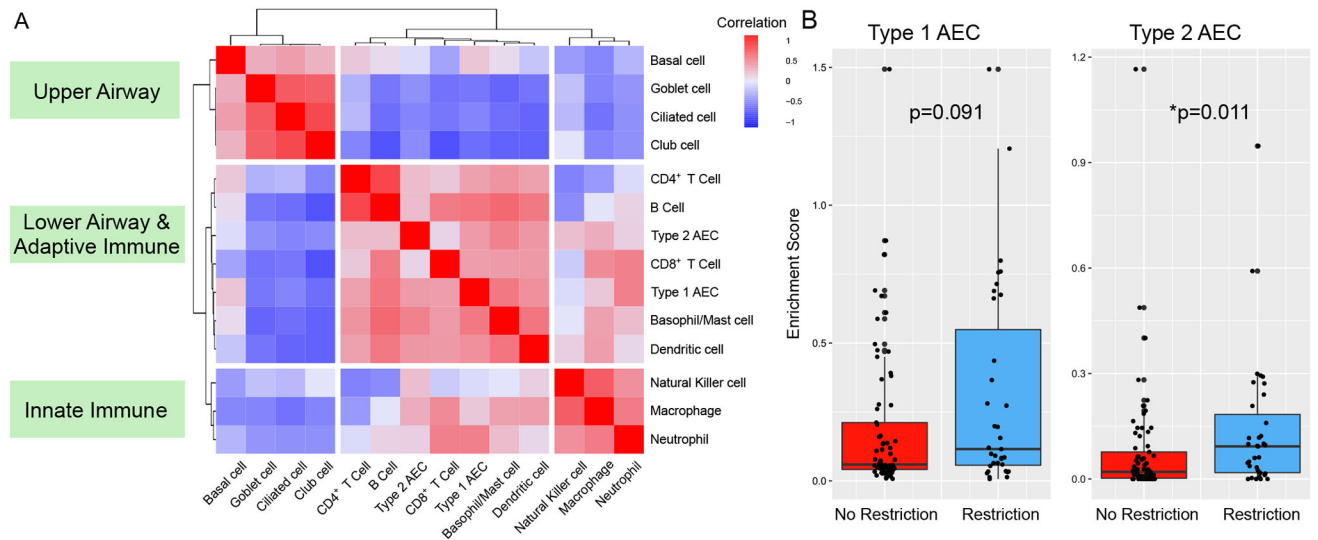 A
Correlation
1
0.5
0
−0.5
−1
Upper Airway
Lower Airway &
Adaptive Immune
Innate Immune
Basal cell
Goblet cell
Ciliated cell
Club cell
CD4⁺ T Cell
B Cell
Type 2 AEC
CD8⁺ T Cell
Type 1 AEC
Basophil/Mast cell
Dendritic cell
Natural Killer cell
Macrophage
Neutrophil
Basal cell
Goblet cell
Ciliated cell
Club cell
CD4⁺ T Cell
B Cell
Type 2 AEC
CD8⁺ T Cell
Type 1 AEC
Basophil/Mast cell
Dendritic cell
Natural Killer cell
Macrophage
Neutrophil
B
Type 1 AEC
Enrichment Score
1.5
1.0
0.5
0.0
p=0.091
No Restriction
Restriction
Type 2 AEC
1.2
0.9
0.6
0.3
0.0
*p=0.011
No Restriction
Restriction